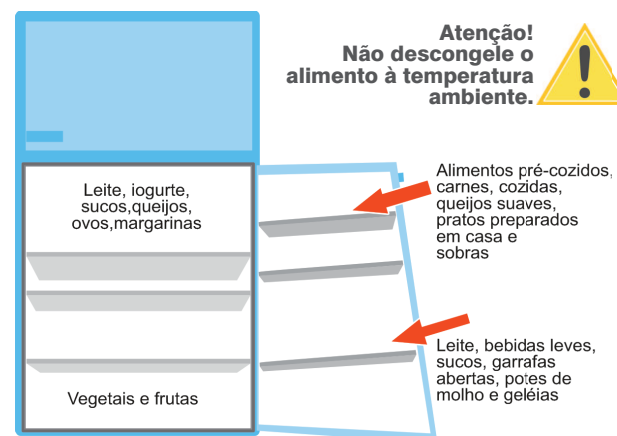 Atenção!
Não descongele o
alimento à temperatura
ambiente.
Leite, iogurte,
sucos,queijos,
ovos,margarinas
Alimentos pré-cozidos,
carnes, cozidas,
queijos suaves,
pratos preparados
em casa e
sobras
Leite, bebidas leves,
sucos, garrafas
abertas, potes de
molho e geléias
Vegetais e frutas